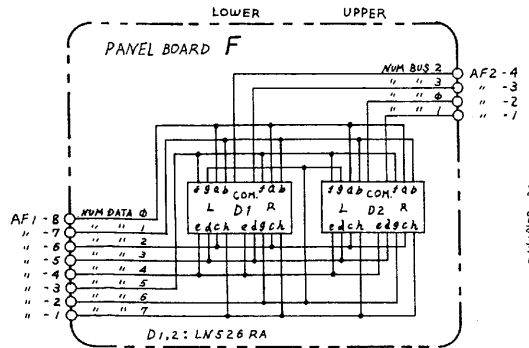 LOWER UPPER
PANEL BOARD F
NUM BUS 2 AF2-4
" " 3 " -3
" " φ " -2
" " 1 " -1
f g a b f a b f g a b f a b
COM. COM.
L D1 R L D2 R
e d c h e d g c h e d c h e d g c h
AF1-8 NUM DATA φ
" -7 " " 1
" -6 " " 2
" -5 " " 3
" -4 " " 4
" -3 " " 5
" -2 " " 6
" -1 " " 7
D1,2: LN526RA